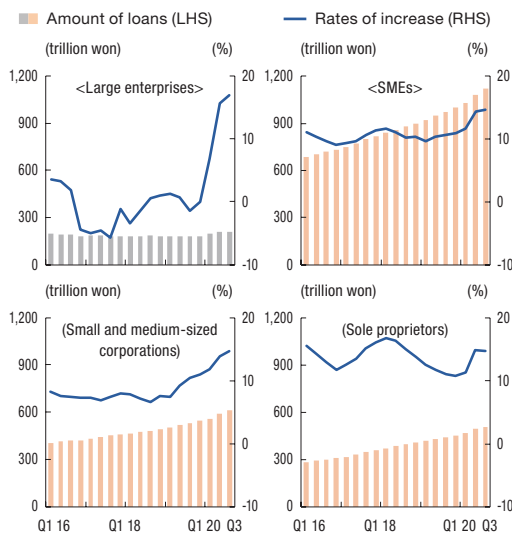 Amount of loans (LHS) Rates of increase (RHS)
(trillion won) (%) (trillion won) (%)
1,200 20 1,200 20
<Large enterprises> <SMEs>
900 10 900 10
600 600
0 0
300 300
0 -10 0 -10
(trillion won) (%) (trillion won) (%)
1,200 20 1,200 20
(Small and medium-sized (Sole proprietors)
corporations)
900 10 900 10
600 600
0 0
300 300
0 -10 0 -10
Q1 16 Q1 18 Q1 20 Q3 Q1 16 Q1 18 Q1 20 Q3